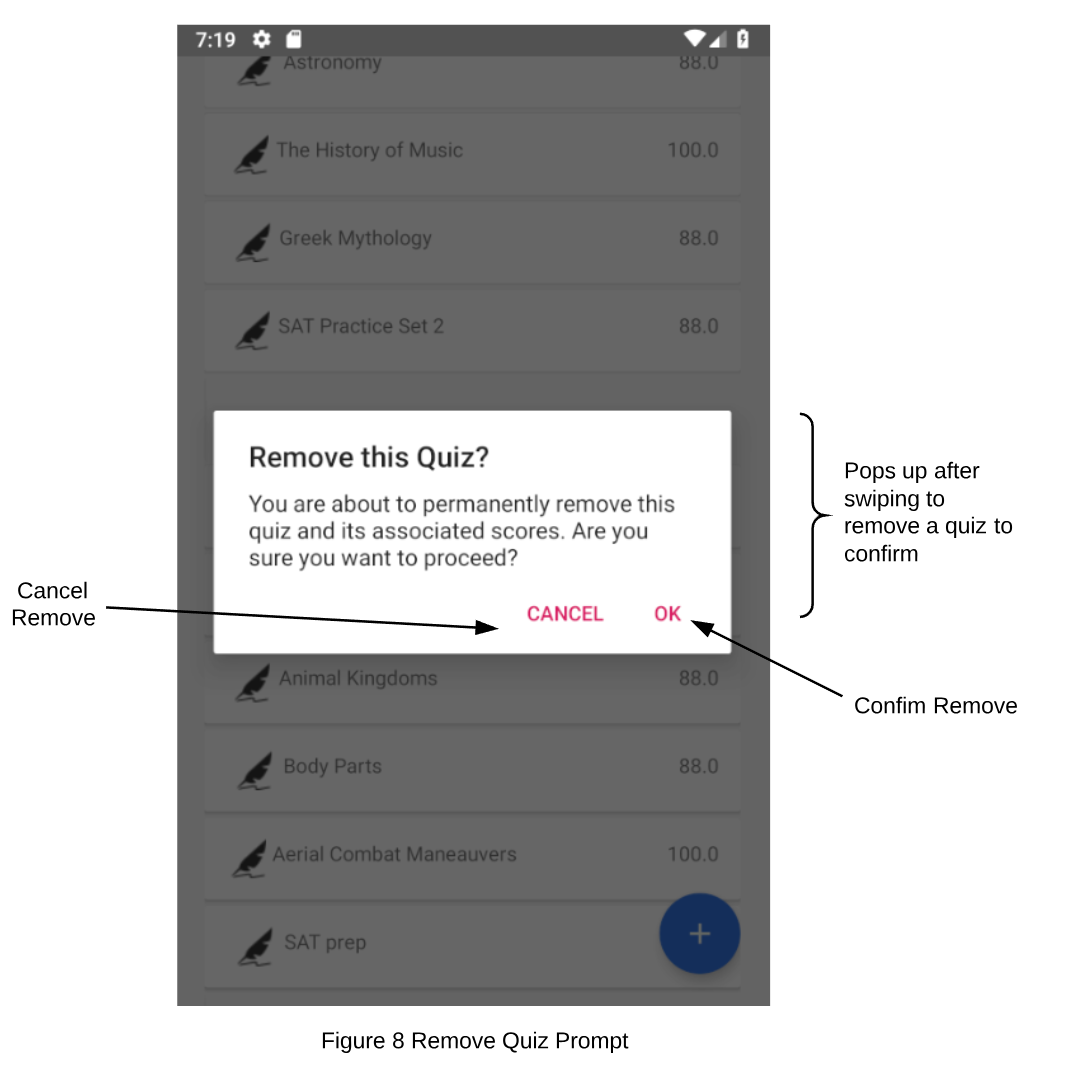 7:19
Astronomy 88.0
The History of Music 100.0
Greek Mythology 88.0
SAT Practice Set 2 88.0
Remove this Quiz?
You are about to permanently remove this
quiz and its associated scores. Are you
sure you want to proceed?
CANCEL OK
Pops up after
swiping to
remove a quiz to
confirm
Cancel
Remove
Confim Remove
Animal Kingdoms 88.0
Body Parts 88.0
Aerial Combat Maneauvers 100.0
SAT prep
+
Figure 8 Remove Quiz Prompt